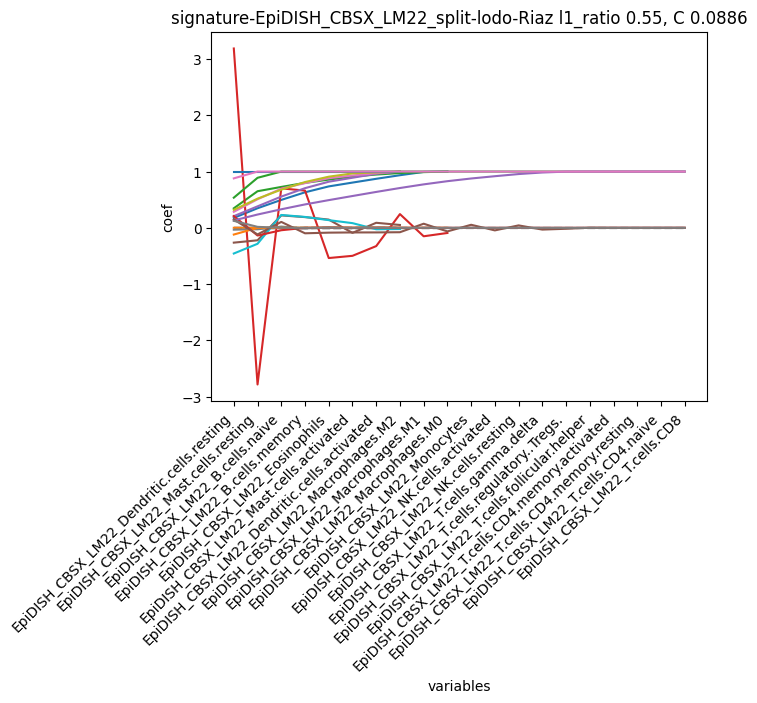 signature-EpiDISH_CBSX_LM22_split-lodo-Riaz l1_ratio 0.55, C 0.0886
coef
3
2
1
0
−1
−2
−3
EpiDISH_CBSX_LM22_Dendritic.cells.resting
EpiDISH_CBSX_LM22_Mast.cells.resting
EpiDISH_CBSX_LM22_B.cells.naive
EpiDISH_CBSX_LM22_B.cells.memory
EpiDISH_CBSX_LM22_Eosinophils
EpiDISH_CBSX_LM22_Mast.cells.activated
EpiDISH_CBSX_LM22_Dendritic.cells.activated
EpiDISH_CBSX_LM22_Macrophages.M2
EpiDISH_CBSX_LM22_Macrophages.M1
EpiDISH_CBSX_LM22_Macrophages.M0
EpiDISH_CBSX_LM22_Monocytes
EpiDISH_CBSX_LM22_NK.cells.activated
EpiDISH_CBSX_LM22_NK.cells.resting
EpiDISH_CBSX_LM22_T.cells.gamma.delta
EpiDISH_CBSX_LM22_T.cells.regulatory..Tregs.
EpiDISH_CBSX_LM22_T.cells.follicular.helper
EpiDISH_CBSX_LM22_T.cells.CD4.memory.activated
EpiDISH_CBSX_LM22_T.cells.CD4.memory.resting
EpiDISH_CBSX_LM22_T.cells.CD4.naive
EpiDISH_CBSX_LM22_T.cells.CD8
variables